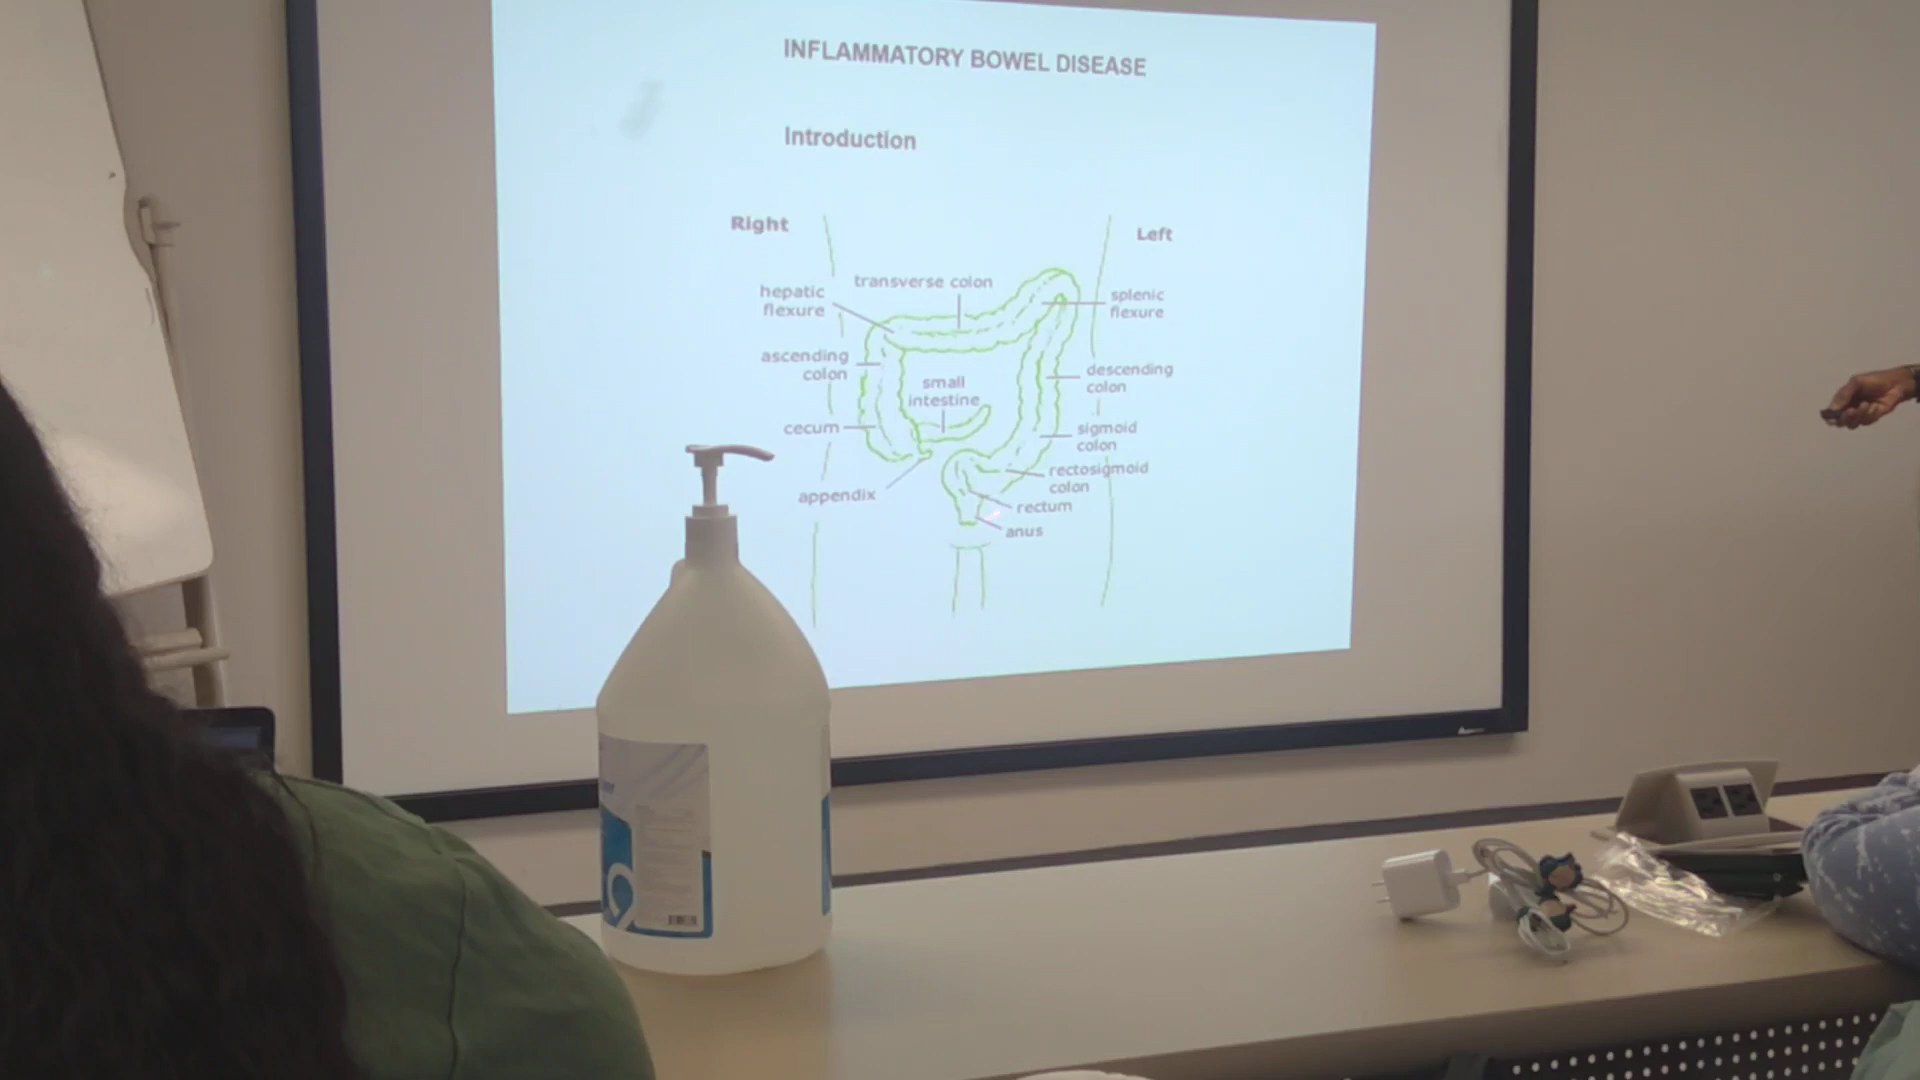 INFLAMMATORY BOWEL DISEASE
Introduction
Right
Left
transverse colon
hepatic
flexure
splenic
flexure
ascending
colon
small
intestine
descending
colon
cecum
sigmoid
colon
rectosigmoid
colon
appendix
rectum
anus